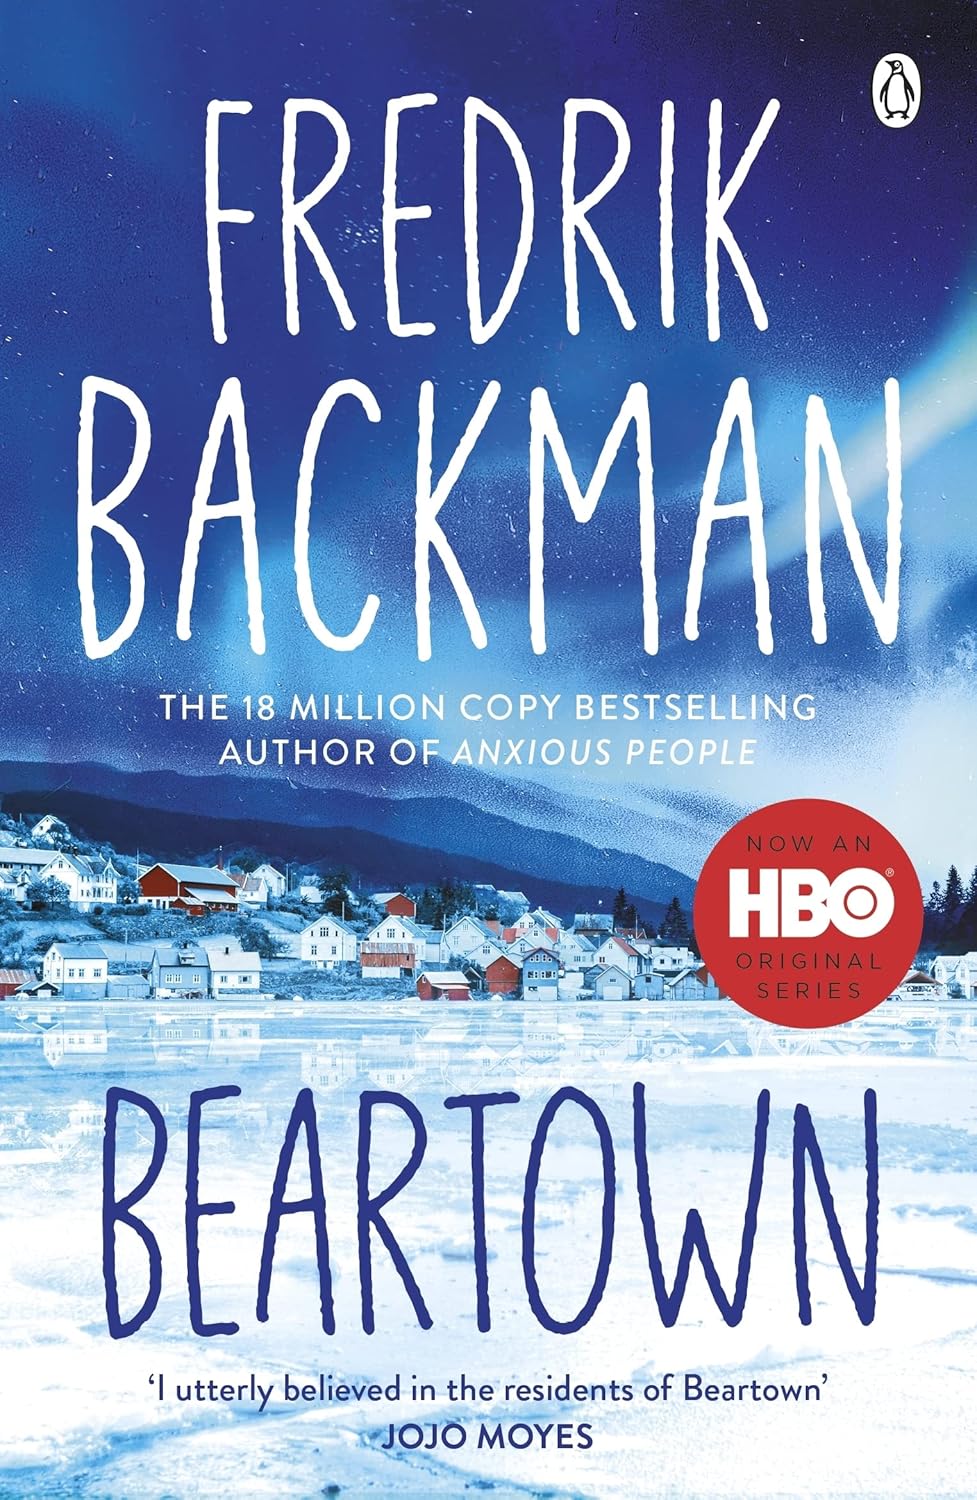 FREDRIK
BACKMAN
THE 18 MILLION COPY BESTSELLING
AUTHOR OF ANXIOUS PEOPLE
NOW AN
HBO®
ORIGINAL
SERIES
BEARTOWN
‘I utterly believed in the residents of Beartown’
JOJO MOYES